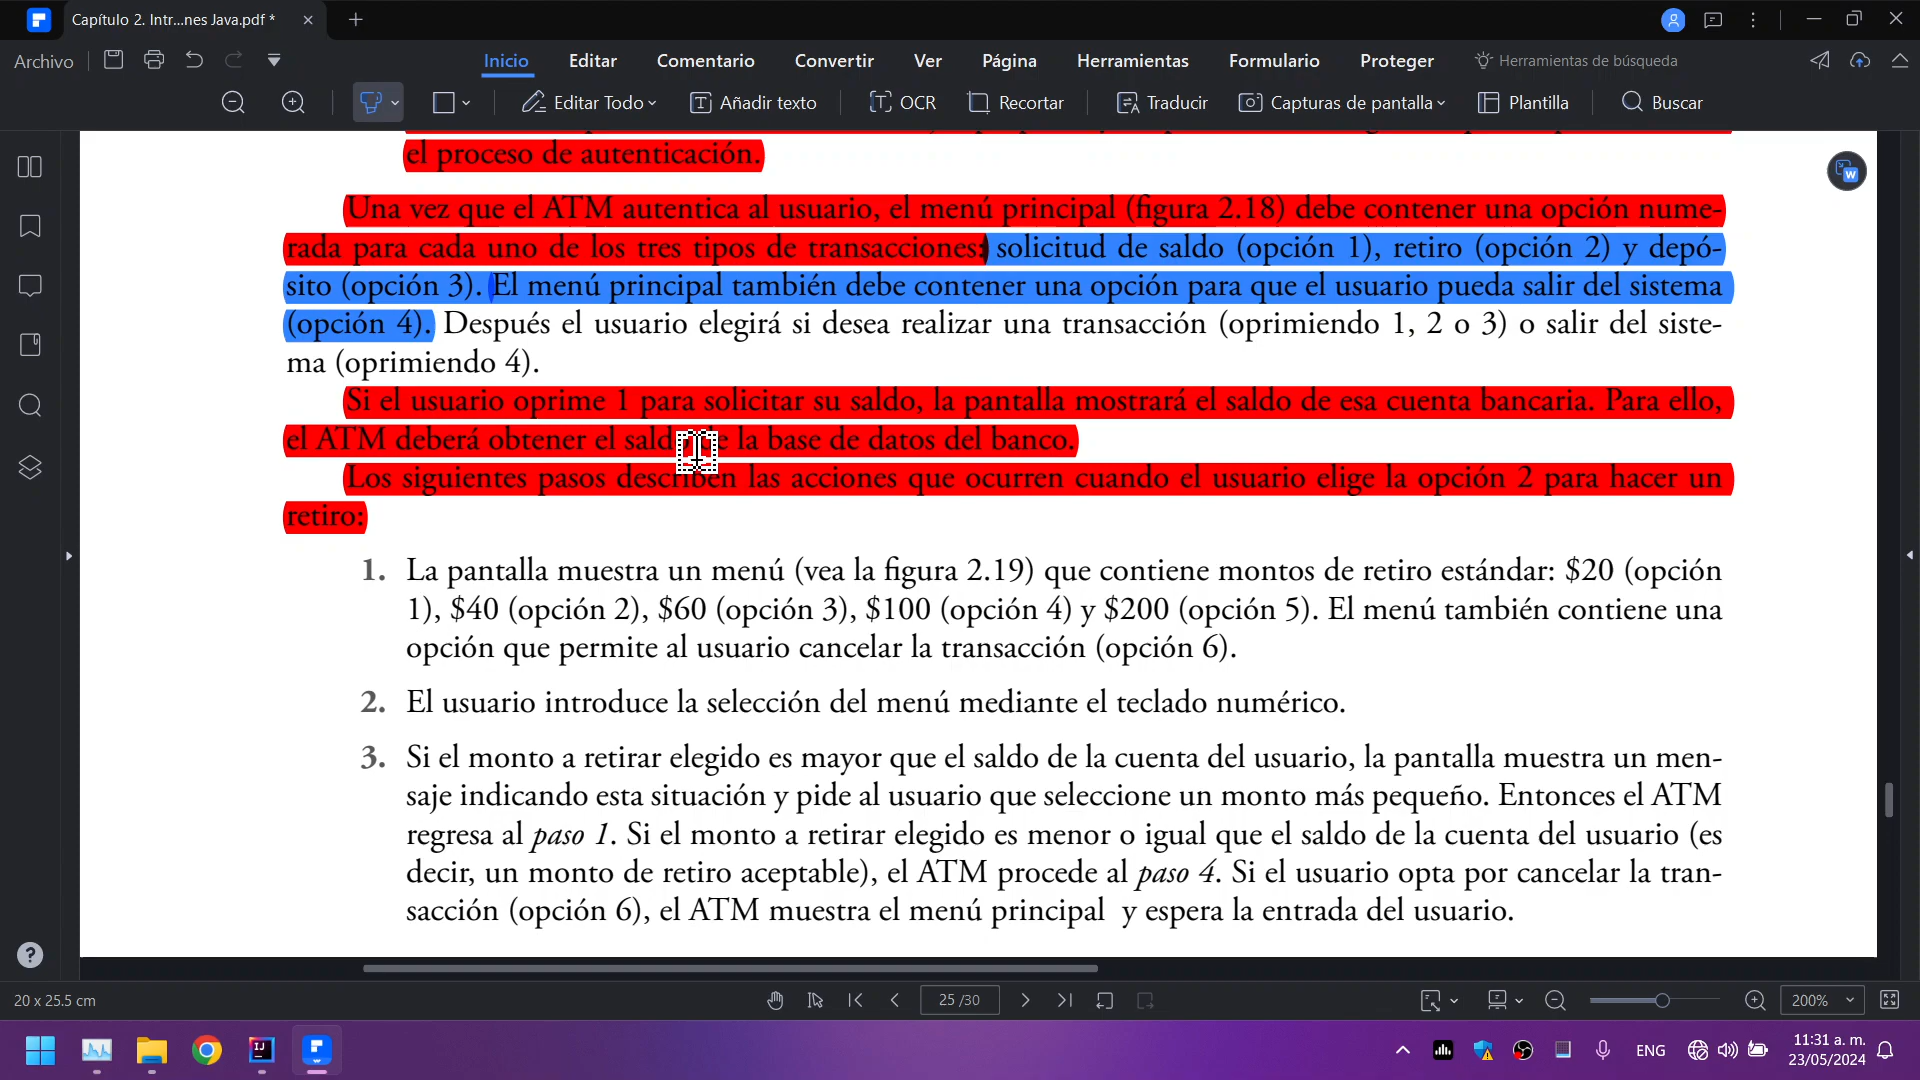 Capítulo 2. Intr...nes Java.pdf *
Archivo
Inicio
Editar
Comentario
Convertir
Ver
Página
Herramientas
Formulario
Proteger
Herramientas de búsqueda
Editar Todo
Añadir texto
OCR
Recortar
Traducir
Capturas de pantalla
Plantilla
Buscar
el proceso de autenticación.
Una vez que el ATM autentica al usuario, el menú principal (figura 2.18) debe contener una opción nume-
rada para cada uno de los tres tipos de transacciones: solicitud de saldo (opción 1), retiro (opción 2) y depó-
sito (opción 3). El menú principal también debe contener una opción para que el usuario pueda salir del sistema
(opción 4). Después el usuario elegirá si desea realizar una transacción (oprimiendo 1, 2 o 3) o salir del siste-
ma (oprimiendo 4).
Si el usuario oprime 1 para solicitar su saldo, la pantalla mostrará el saldo de esa cuenta bancaria. Para ello,
el ATM deberá obtener el saldo de la base de datos del banco.
Los siguientes pasos describen las acciones que ocurren cuando el usuario elige la opción 2 para hacer un
retiro:
1. La pantalla muestra un menú (vea la figura 2.19) que contiene montos de retiro estándar: $20 (opción
1), $40 (opción 2), $60 (opción 3), $100 (opción 4) y $200 (opción 5). El menú también contiene una
opción que permite al usuario cancelar la transacción (opción 6).
2. El usuario introduce la selección del menú mediante el teclado numérico.
3. Si el monto a retirar elegido es mayor que el saldo de la cuenta del usuario, la pantalla muestra un men-
saje indicando esta situación y pide al usuario que seleccione un monto más pequeño. Entonces el ATM
regresa al paso 1. Si el monto a retirar elegido es menor o igual que el saldo de la cuenta del usuario (es
decir, un monto de retiro aceptable), el ATM procede al paso 4. Si el usuario opta por cancelar la tran-
sacción (opción 6), el ATM muestra el menú principal y espera la entrada del usuario.
20 x 25.5 cm
25 /30
200%
ENG
11:31 a. m.
23/05/2024